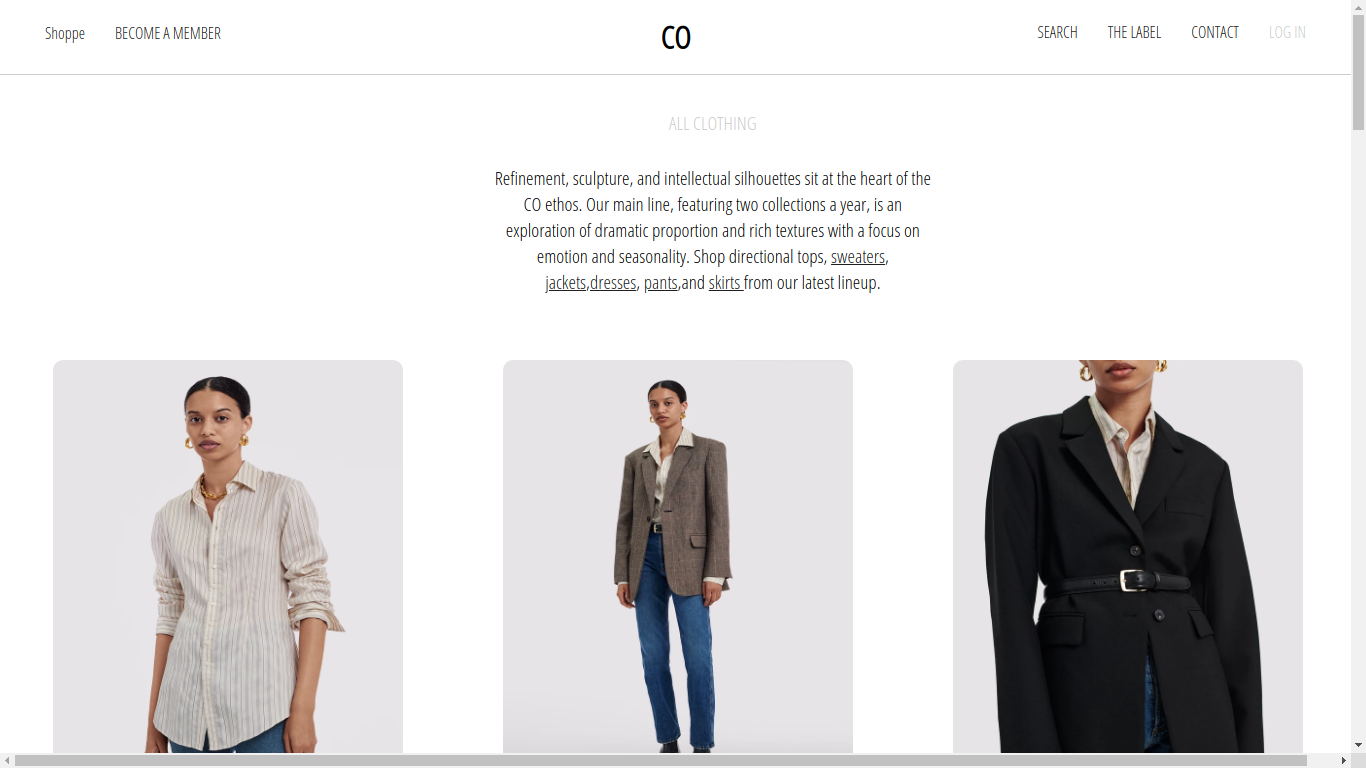 Shoppe
BECOME A MEMBER
CO
SEARCH
THE LABEL
CONTACT
LOG IN
ALL CLOTHING
Refinement, sculpture, and intellectual silhouettes sit at the heart of the
CO ethos. Our main line, featuring two collections a year, is an
exploration of dramatic proportion and rich textures with a focus on
emotion and seasonality. Shop directional tops, sweaters,
jackets,dresses, pants,and skirts from our latest lineup.